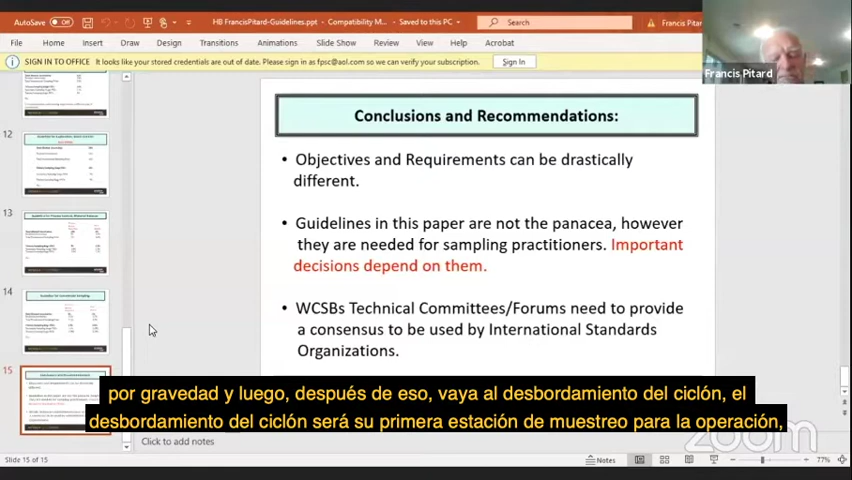 AutoSave
Off
HB FrancisPitard-Guidelines.ppt - Compatibility M... - Saved to this PC
Search
Francis Pitard
File Home Insert Draw Design Transitions Animations Slide Show Review View Help Acrobat
SIGN IN TO OFFICE It looks like your stored credentials are out of date. Please sign in as fpsc@aol.com so we can verify your subscription. Sign In
Francis Pitard
12
13
14
15
Conclusions and Recommendations:
• Objectives and Requirements can be drastically
different.
• Guidelines in this paper are not the panacea, however
they are needed for sampling practitioners. Important
decisions depend on them.
• WCSBs Technical Committees/Forums need to provide
a consensus to be used by International Standards
Organizations.
por gravedad y luego, después de eso, vaya al desbordamiento del ciclón, el
desbordamiento del ciclón será su primera estación de muestreo para la operación,
Click to add notes
zoom
Slide 15 of 15
Notes
77%